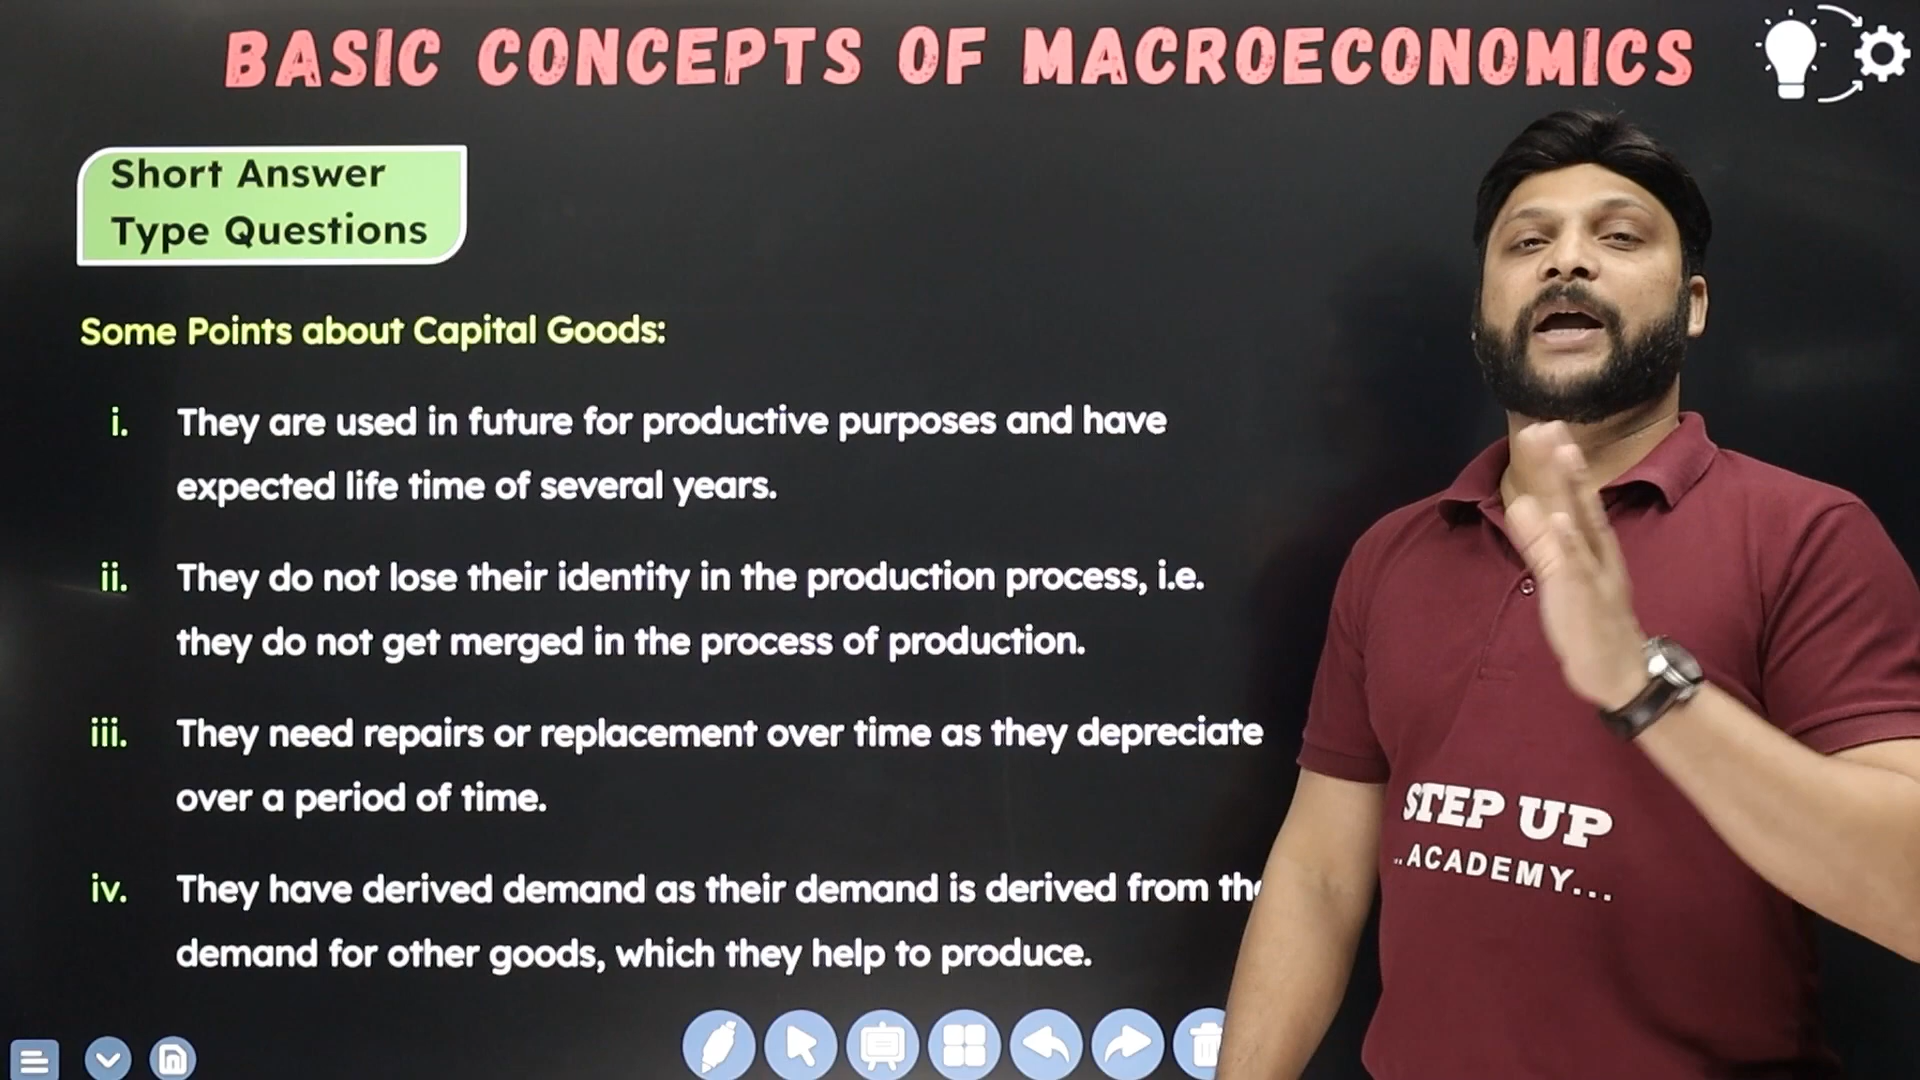 BASIC CONCEPTS OF MACROECONOMICS
Short Answer
Type Questions
Some Points about Capital Goods:
i. They are used in future for productive purposes and have
expected life time of several years.
ii. They do not lose their identity in the production process, i.e.
they do not get merged in the process of production.
iii. They need repairs or replacement over time as they depreciate
over a period of time.
iv. They have derived demand as their demand is derived from the
demand for other goods, which they help to produce.
STEP UP
..ACADEMY...